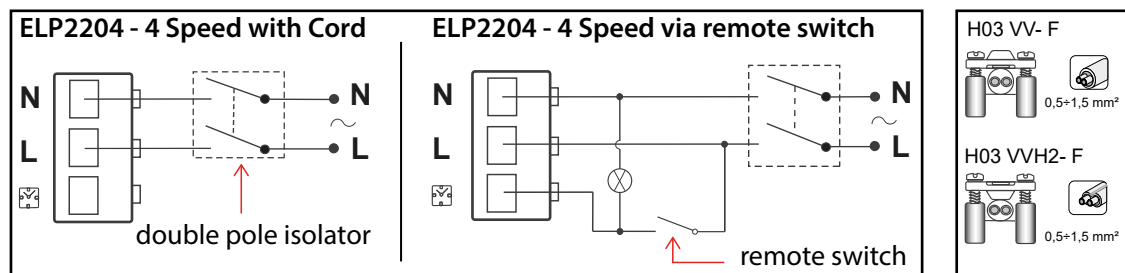 ELP2204 - 4 Speed with Cord
N
L
N
L
double pole isolator
ELP2204 - 4 Speed via remote switch
N
L
N
L
remote switch
H03 VV- F
0,5÷1,5 mm²
H03 VVH2- F
0,5÷1,5 mm²